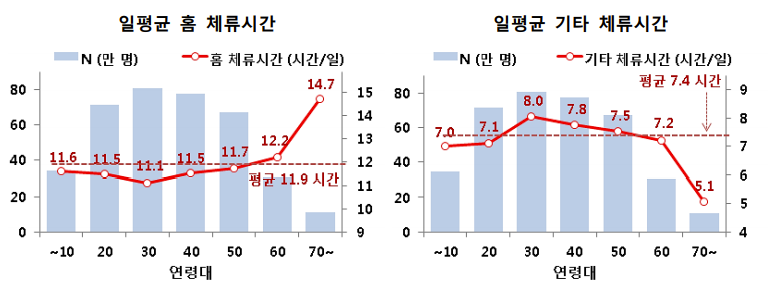 일평균 홈 체류시간
N (만 명) 홈 체류시간 (시간/일)
80
60
40
20
0
15
14
13
12
11
10
9
11.6 11.5 11.1 11.5 11.7 12.2 14.7
평균 11.9 시간
~10 20 30 40 50 60 70~
연령대
일평균 기타 체류시간
N (만 명) 기타 체류시간 (시간/일)
평균 7.4 시간
80
60
40
20
0
9
8
7
6
5
4
7.0 7.1 8.0 7.8 7.5 7.2 5.1
~10 20 30 40 50 60 70~
연령대